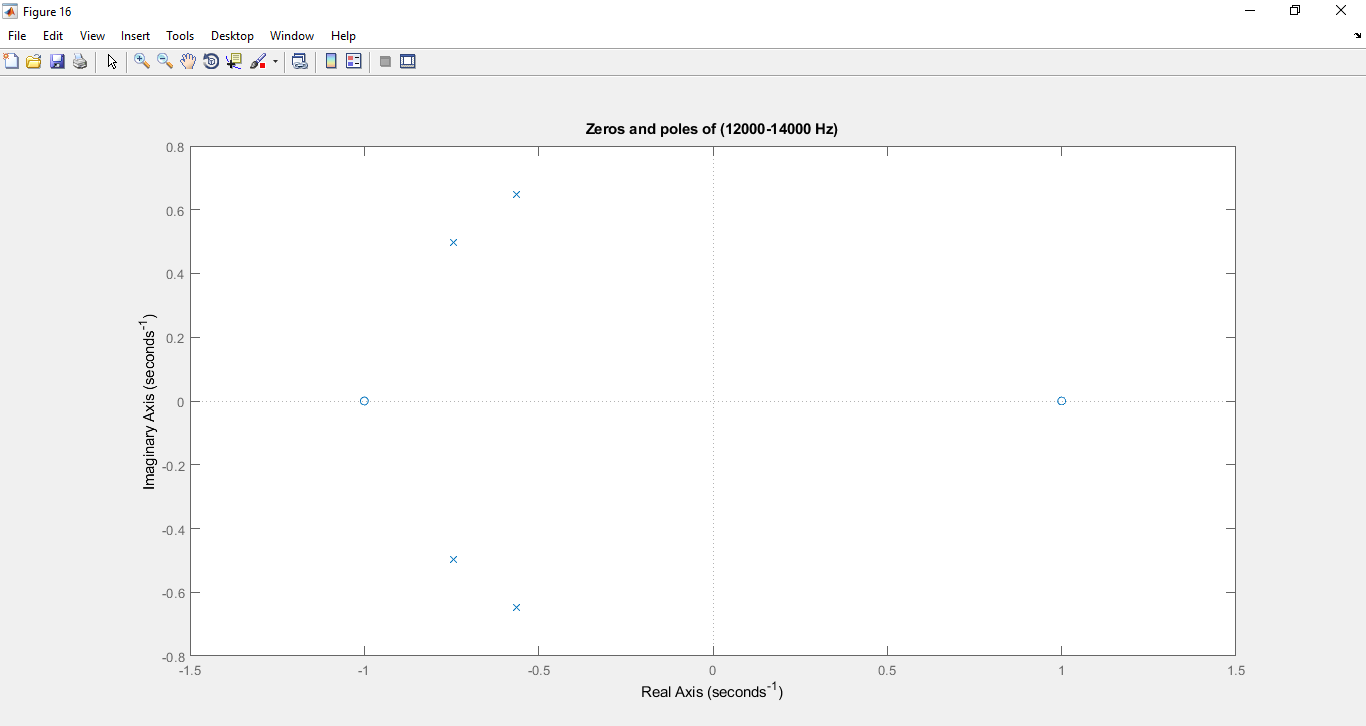 Figure 16
File Edit View Insert Tools Desktop Window Help
Zeros and poles of (12000-14000 Hz)
0.8
0.6
0.4
0.2
0
-0.2
-0.4
-0.6
-0.8
Imaginary Axis (seconds⁻¹)
-1.5 -1 -0.5 0 0.5 1 1.5
Real Axis (seconds⁻¹)